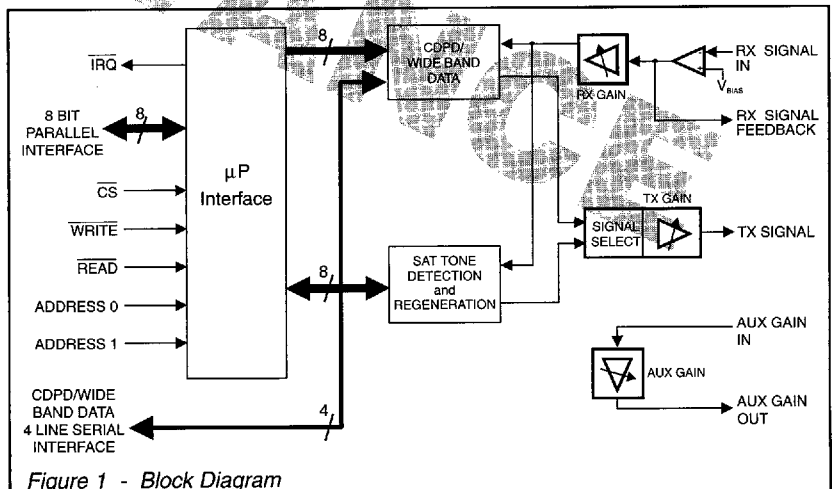 IRQ
8 BIT
PARALLEL
INTERFACE
8
CS
WRITE
READ
ADDRESS 0
ADDRESS 1
CDPD/WIDE
BAND DATA
4 LINE SERIAL
INTERFACE
μP
Interface
8
8
4
CDPD/
WIDE BAND
DATA
SAT TONE
DETECTION
and
REGENERATION
RX GAIN
VBIAS
RX SIGNAL
IN
RX SIGNAL
FEEDBACK
TX GAIN
SIGNAL
SELECT
TX SIGNAL
AUX GAIN
IN
AUX GAIN
AUX GAIN
OUT
Figure 1 - Block Diagram